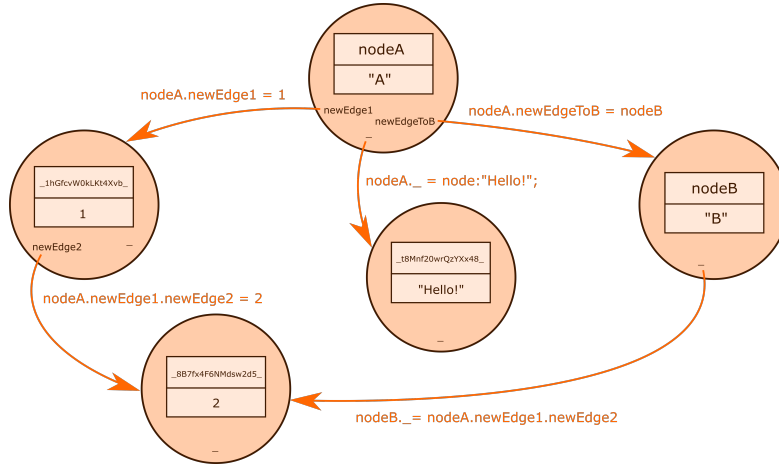 nodeA
"A"
newEdge1
newEdgeToB
_
nodeA.newEdge1 = 1
nodeA.newEdgeToB = nodeB
_1hGfcvW0kLKt4Xvb_
1
newEdge2
_
nodeA._ = node:"Hello!";
nodeB
"B"
_
_t8Mnf20wrQzYXx48_
"Hello!"
_
nodeA.newEdge1.newEdge2 = 2
_8B7fx4F6NMdsw2d5_
2
_
nodeB._= nodeA.newEdge1.newEdge2